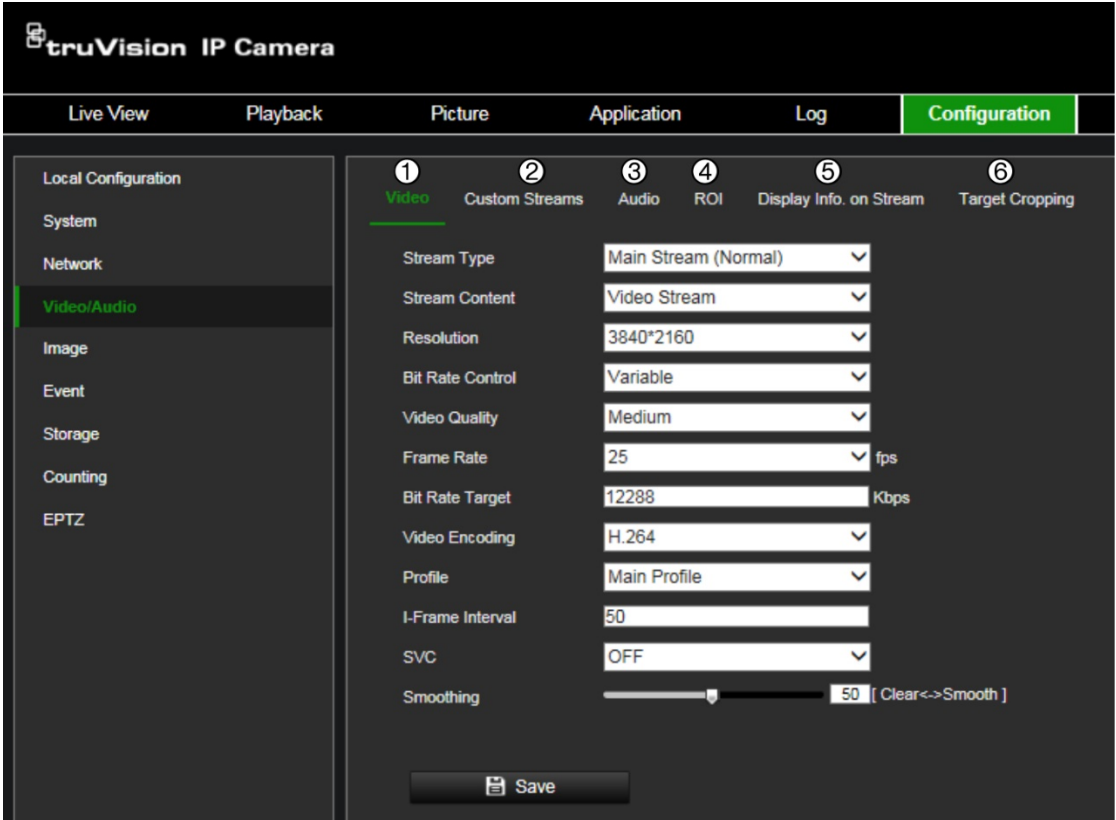 truVision IP Camera
Live View Playback Picture Application Log Configuration
① ② ③ ④ ⑤ ⑥
Video Custom Streams Audio ROI Display Info. on Stream Target Cropping
Local Configuration
System
Network
Video/Audio
Image
Event
Storage
Counting
EPTZ
Stream Type Main Stream (Normal)
Stream Content Video Stream
Resolution 3840*2160
Bit Rate Control Variable
Video Quality Medium
Frame Rate 25 fps
Bit Rate Target 12288 Kbps
Video Encoding H.264
Profile Main Profile
I-Frame Interval 50
SVC OFF
Smoothing 50 [ Clear<->Smooth ]
Save